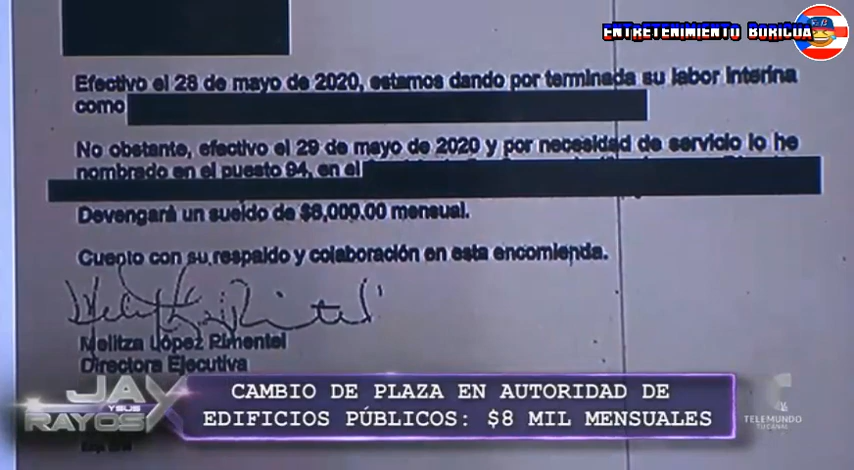 ENTRETENIMIENTO BORICUA
Efectivo el 28 de mayo de 2020, estamos dando por terminada su labor interina
como
No obstante, efectivo el 29 de mayo de 2020 y por necesidad de servicio lo he
nombrado en el puesto 94, en el
Devengará un sueldo de $8,000.00 mensual.
Cuento con su respaldo y colaboración en esta encomienda.
Melitza López Pimentel
Directora Ejecutiva
JAY
Y SUS
RAYOS
CAMBIO DE PLAZA EN AUTORIDAD DE
EDIFICIOS PÚBLICOS: $8 MIL MENSUALES
TELEMUNDO
TU CANAL